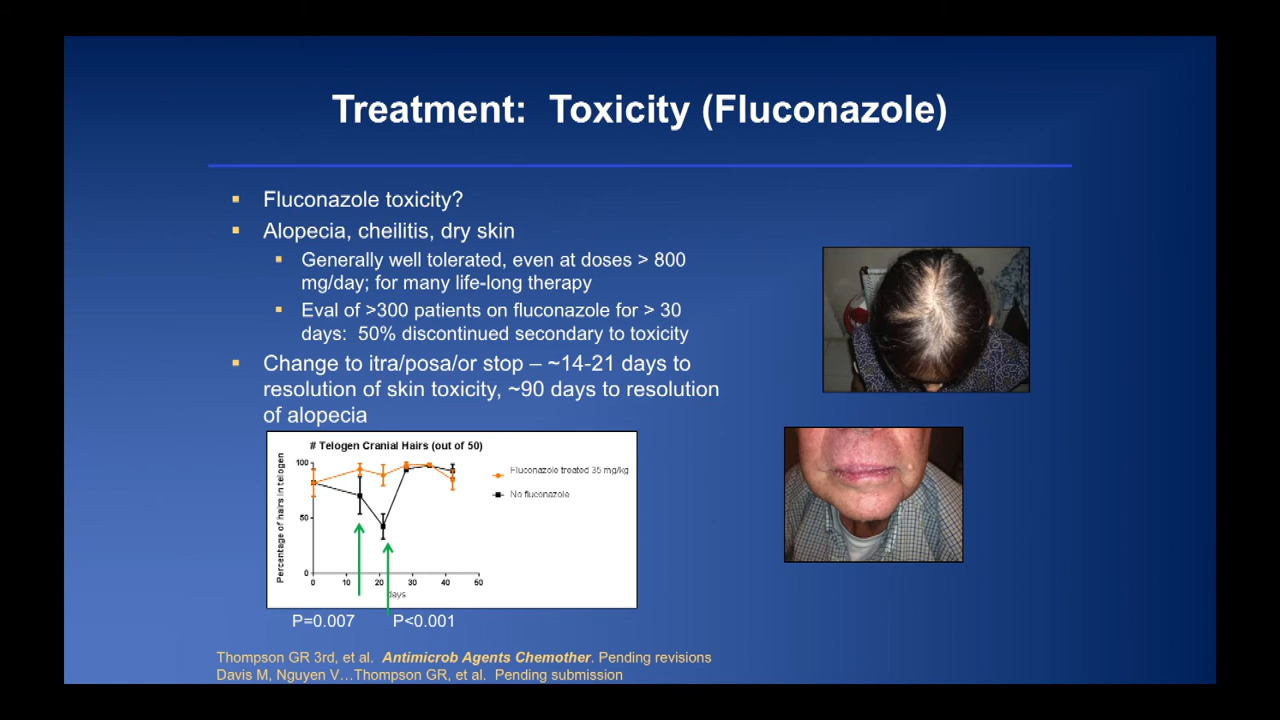 Treatment: Toxicity (Fluconazole)
Fluconazole toxicity?
Alopecia, cheilitis, dry skin
Generally well tolerated, even at doses > 800
mg/day; for many life-long therapy
Eval of >300 patients on fluconazole for > 30
days: 50% discontinued secondary to toxicity
Change to itra/posa/or stop – ~14-21 days to
resolution of skin toxicity, ~90 days to resolution
of alopecia
# Telogen Cranial Hairs (out of 50)
Percentage of hairs in telogen
100
50
0
0 10 20 30 40 50
days
Fluconazole treated 35 mg/kg
No fluconazole
P=0.007 P<0.001
Thompson GR 3rd, et al. Antimicrob Agents Chemother. Pending revisions
Davis M, Nguyen V…Thompson GR, et al. Pending submission